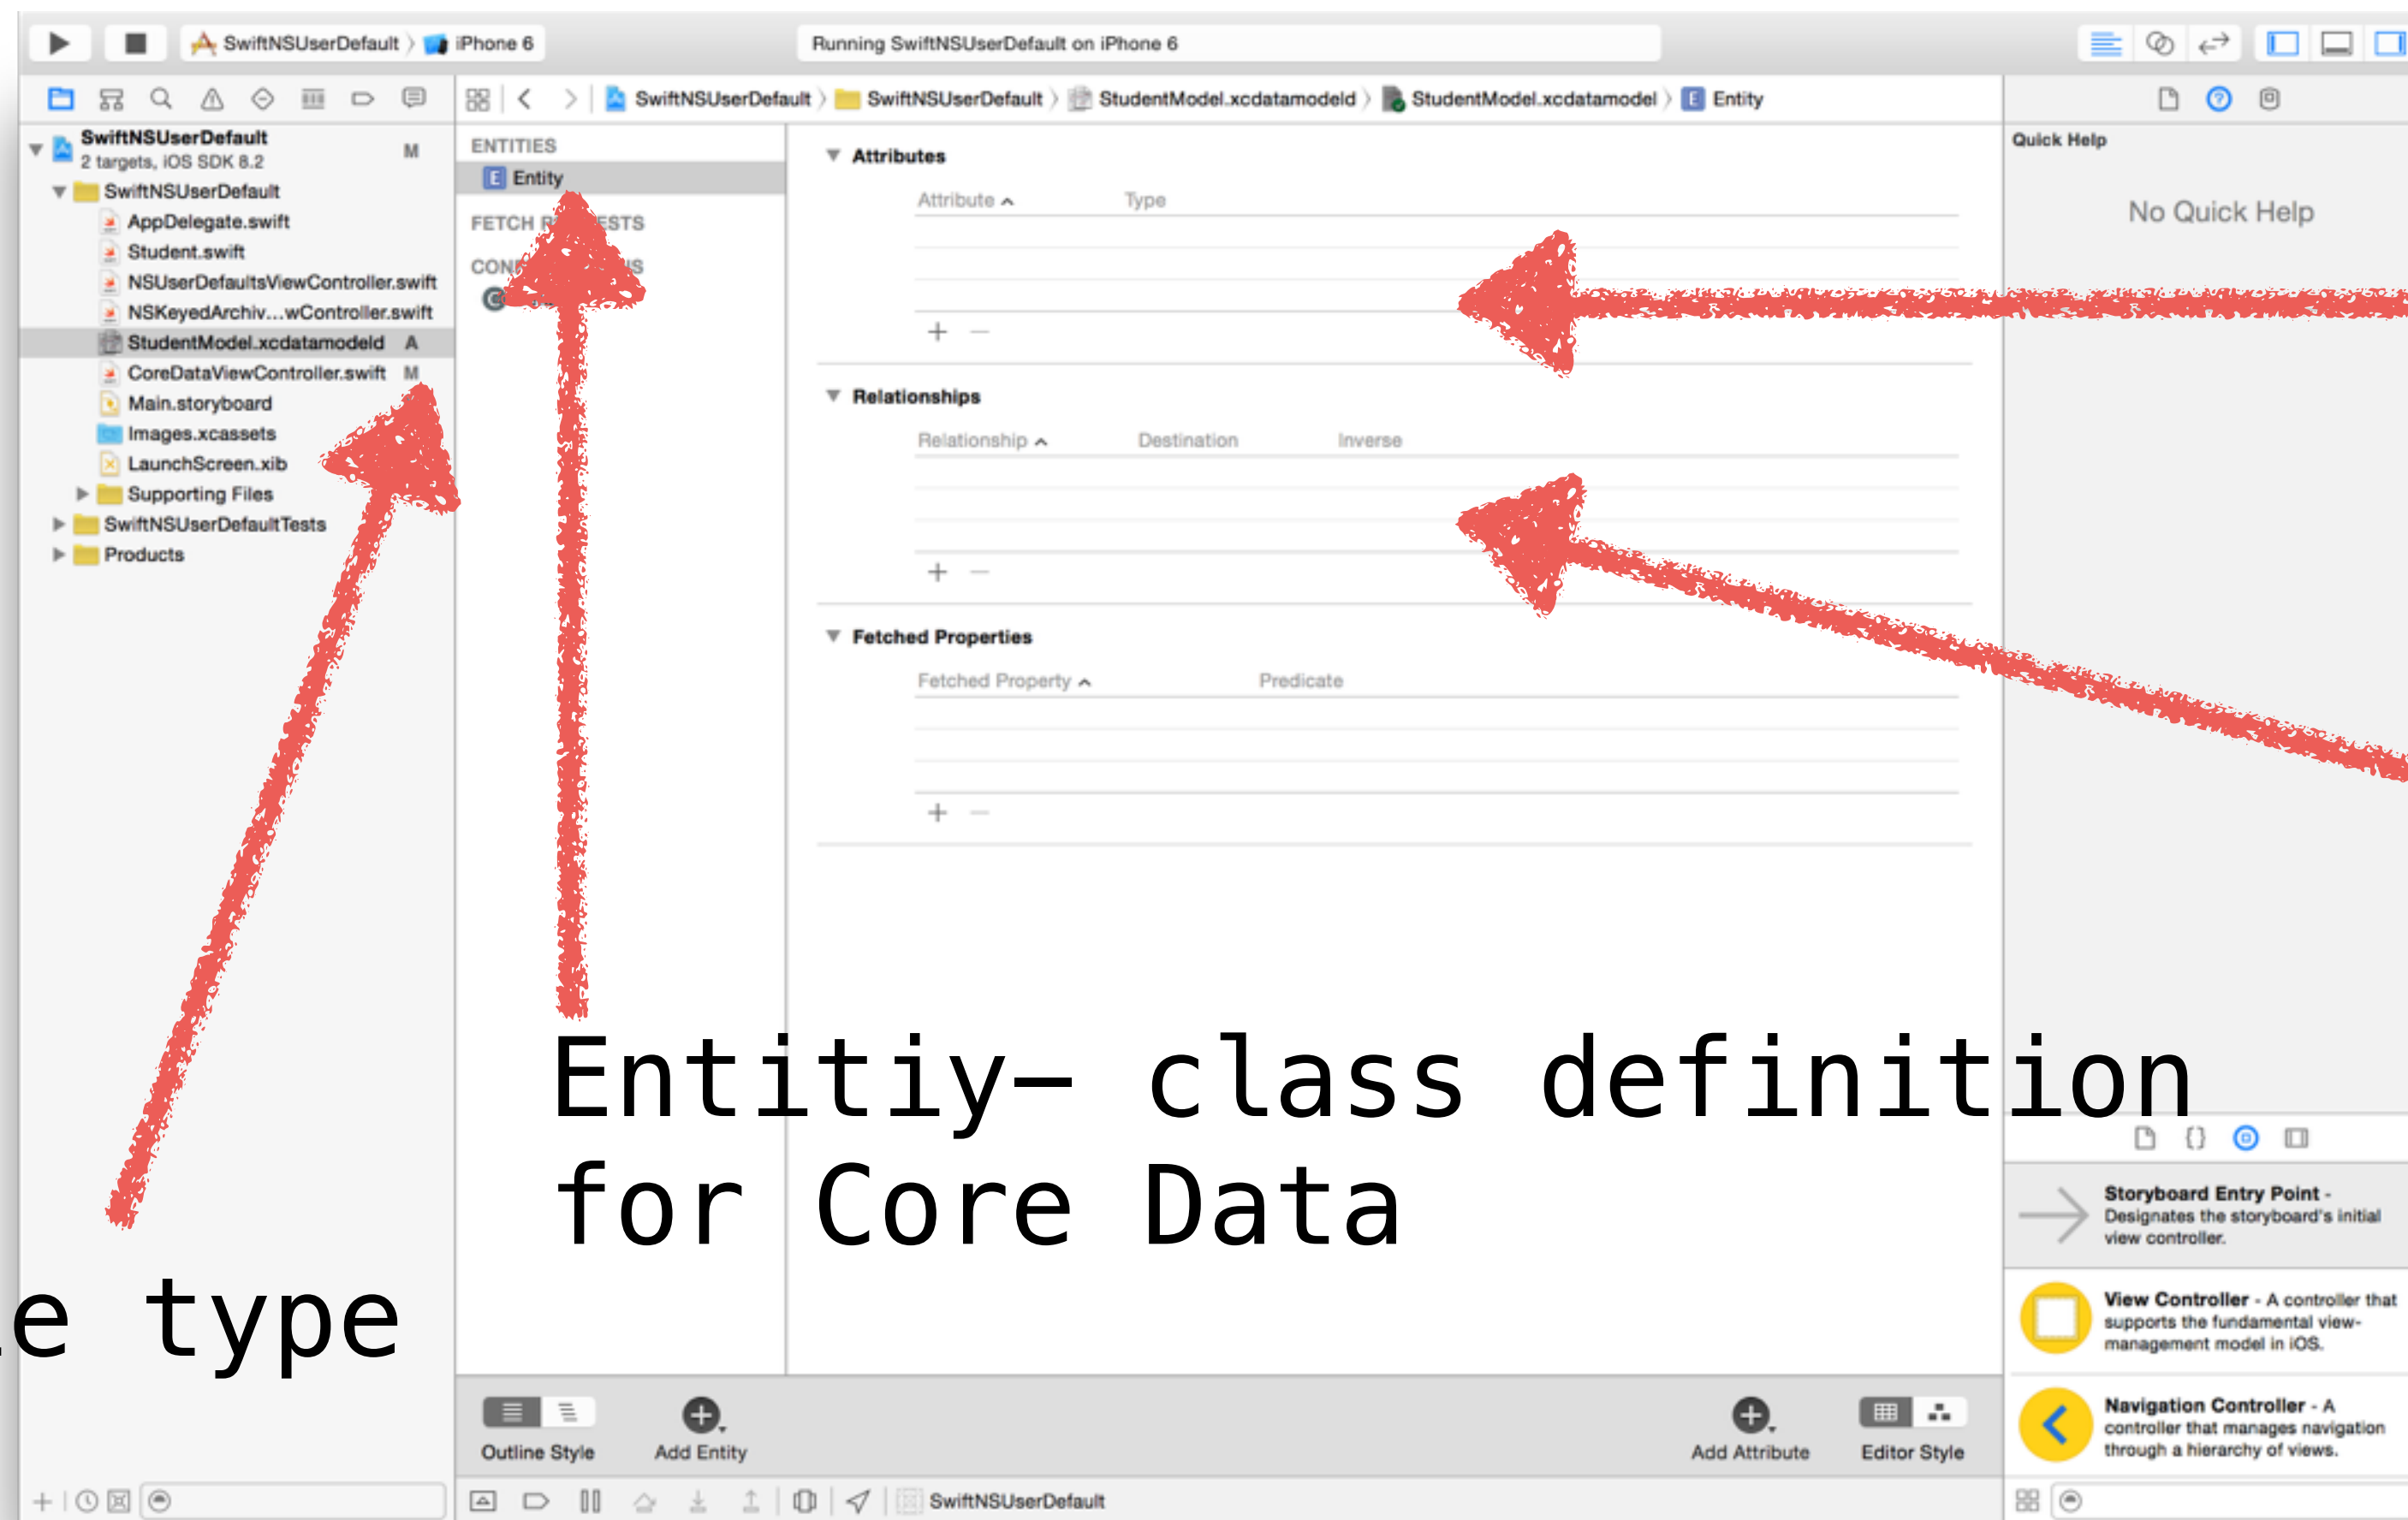 SwiftNSUserDefault
iPhone 6
Running SwiftNSUserDefault on iPhone 6
SwiftNSUserDefault
SwiftNSUserDefault
StudentModel.xcdatamodeld
StudentModel.xcdatamodel
E Entity
SwiftNSUserDefault
M
2 targets, iOS SDK 8.2
SwiftNSUserDefault
AppDelegate.swift
Student.swift
NSUserDefaultsViewController.swift
NSKeyedArchiv...wController.swift
StudentModel.xcdatamodeld A
CoreDataViewController.swift M
Main.storyboard
Images.xcassets
LaunchScreen.xib
Supporting Files
SwiftNSUserDefaultTests
Products
ENTITIES
E Entity
FETCH
C
Attributes
Attribute Type
Relationships
Relationship Destination Inverse
Fetched Properties
Fetched Property Predicate
Quick Help
No Quick Help
Entitiy– class definition
for Core Data
type
Storyboard Entry Point -
Designates the storyboard's initial
view controller.
View Controller - A controller that
supports the fundamental view-
management model in iOS.
Navigation Controller - A
controller that manages navigation
through a hierarchy of views.
Outline Style
Add Entity
Add Attribute
Editor Style
SwiftNSUserDefault